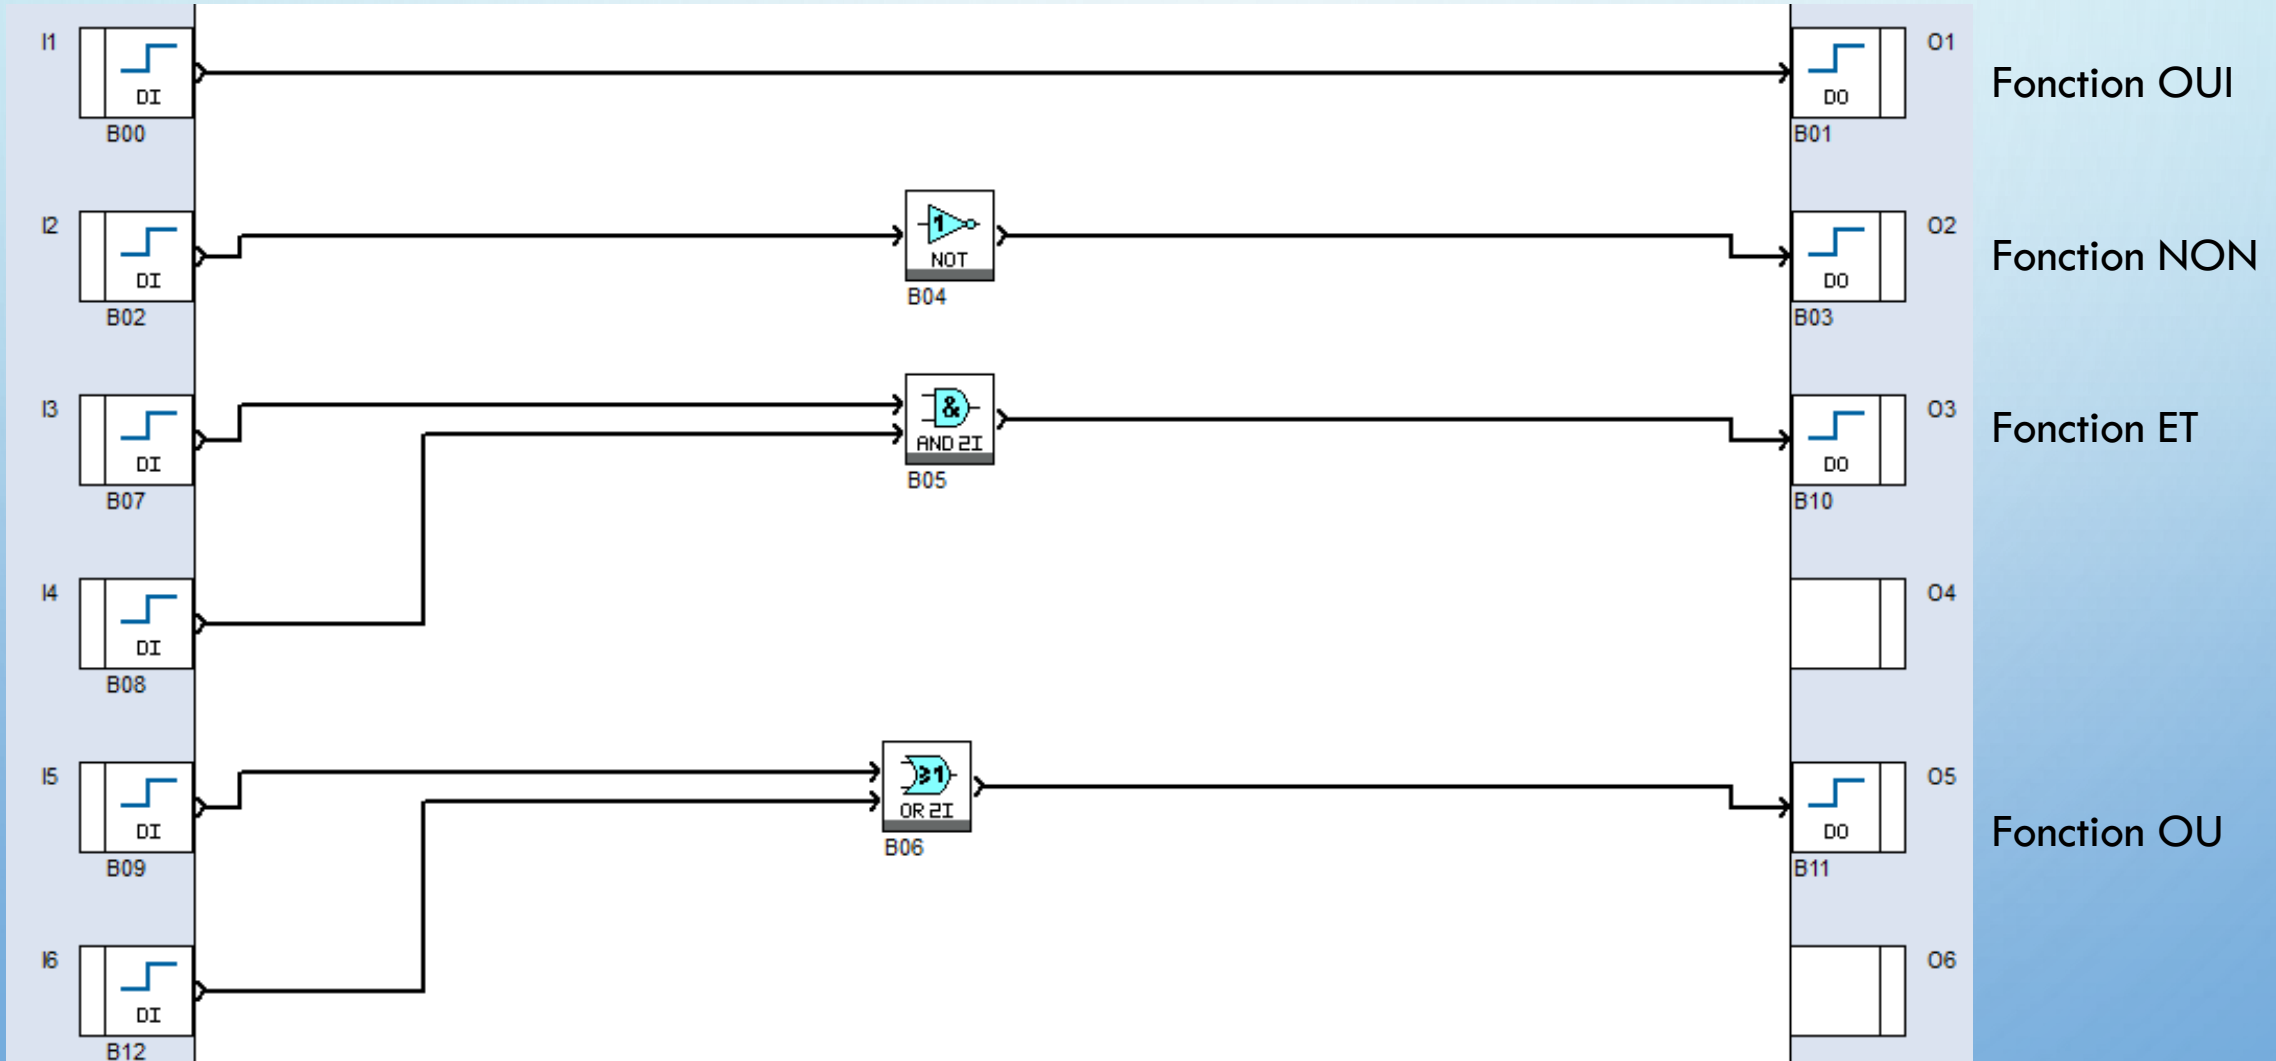 I1
DI
B00
O1
DO
B01
Fonction OUI
I2
DI
B02
1
NOT
B04
O2
DO
B03
Fonction NON
I3
DI
B07
&
AND 2I
B05
O3
DO
B10
Fonction ET
I4
DI
B08
O4
I5
DI
B09
≥1
OR 2I
B06
O5
DO
B11
Fonction OU
I6
DI
B12
O6